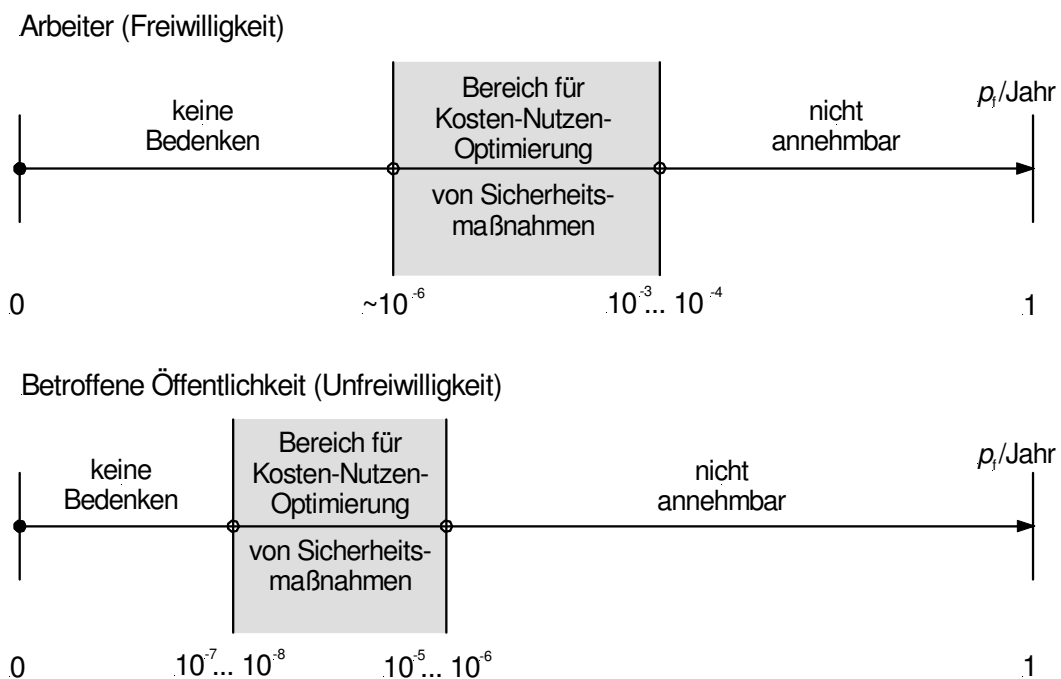 Arbeiter (Freiwilligkeit)
keine
Bedenken
Bereich für
Kosten-Nutzen-
Optimierung
von Sicherheits-
maßnahmen
nicht
annehmbar
pf/Jahr
0
~10^-6
10^-3... 10^-4
1
Betroffene Öffentlichkeit (Unfreiwilligkeit)
keine
Bedenken
Bereich für
Kosten-Nutzen-
Optimierung
von Sicherheits-
maßnahmen
nicht
annehmbar
pf/Jahr
0
10^-7... 10^-8
10^-5... 10^-6
1